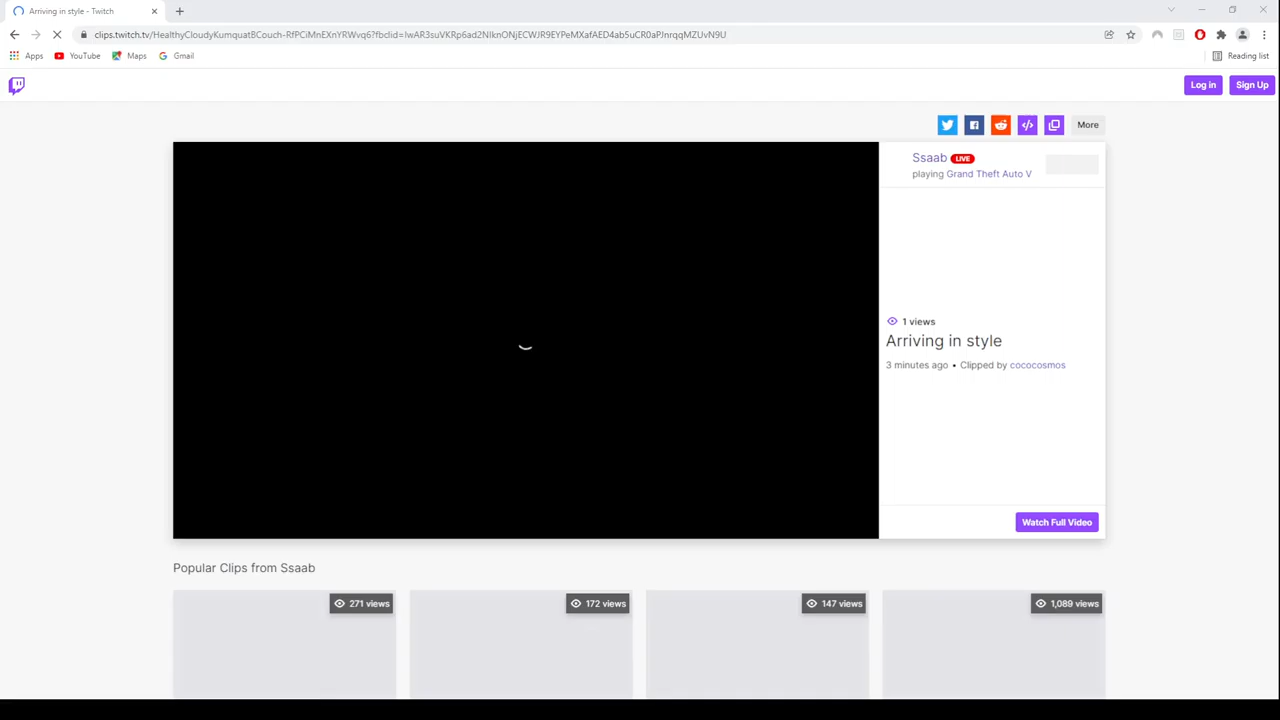 Arriving in style - Twitch
clips.twitch.tv/HealthyCloudyKumquatBCouch-RfPCiMnEXnYRWvq6?fbclid=IwAR3suVKRp6ad2NIknONjECWJR9EYPeMXafAED4ab5uCR0aPJnrqqMZUvN9U
Apps YouTube Maps Gmail Reading list
Log in Sign Up
More
Ssaab LIVE
playing Grand Theft Auto V
1 views
Arriving in style
3 minutes ago • Clipped by cococosmos
Watch Full Video
Popular Clips from Ssaab
271 views 172 views 147 views 1,089 views